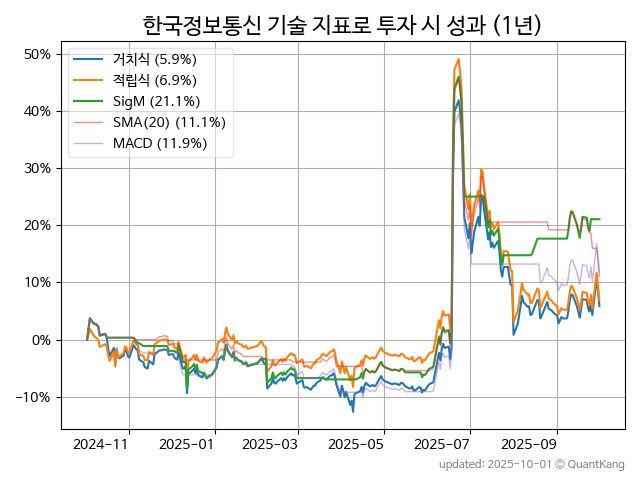 한국정보통신 기술 지표로 투자 시 성과 (1년)
거치식 (5.9%)
적립식 (6.9%)
SigM (21.1%)
SMA(20) (11.1%)
MACD (11.9%)
50%
40%
30%
20%
10%
0%
−10%
2024-11 2025-01 2025-03 2025-05 2025-07 2025-09
updated: 2025-10-01 © QuantKang